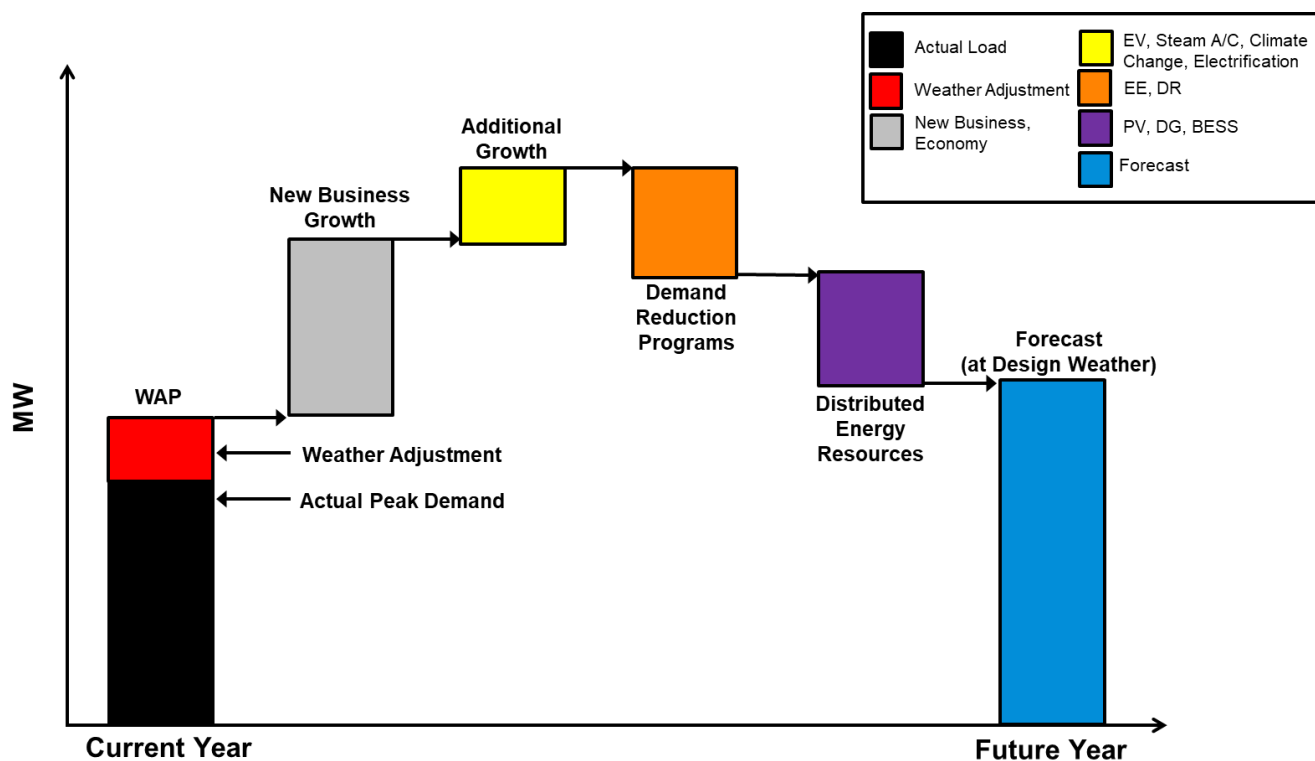 Actual Load
Weather Adjustment
New Business,
Economy
EV, Steam A/C, Climate
Change, Electrification
EE, DR
PV, DG, BESS
Forecast
Additional
Growth
New Business
Growth
Demand
Reduction
Programs
Forecast
(at Design Weather)
WAP
Distributed
Energy
Resources
Weather Adjustment
Actual Peak Demand
MW
Current Year
Future Year